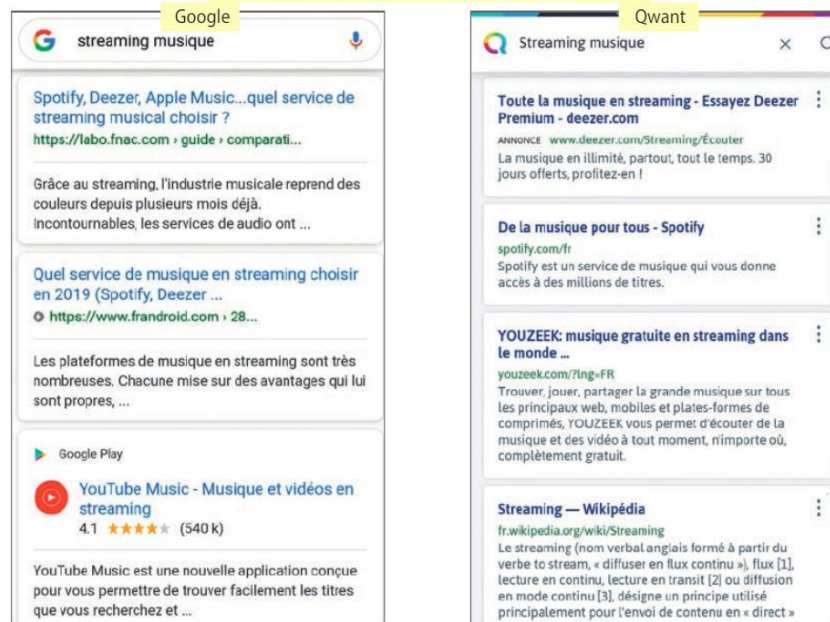 Google
streaming musique
Spotify, Deezer, Apple Music...quel service de
streaming musical choisir ?
https://labo.fnac.com › guide › comparati...
Grâce au streaming, l'industrie musicale reprend des
couleurs depuis plusieurs mois déjà.
Incontournables, les services de audio ont ...
Quel service de musique en streaming choisir
en 2019 (Spotify, Deezer ...
https://www.frandroid.com › 28...
Les plateformes de musique en streaming sont très
nombreuses. Chacune mise sur des avantages qui lui
sont propres, ...
Google Play
YouTube Music - Musique et vidéos en
streaming
4.1 ★★★★★ (540 k)
YouTube Music est une nouvelle application conçue
pour vous permettre de trouver facilement les titres
que vous recherchez et ...
Qwant
Streaming musique
Toute la musique en streaming - Essayez Deezer
Premium - deezer.com
ANNONCE www.deezer.com/Streaming/Écouter
La musique en illimité, partout, tout le temps. 30
jours offerts, profitez-en !
De la musique pour tous - Spotify
spotify.com/fr
Spotify est un service de musique qui vous donne
accès à des millions de titres.
YOUZEEK: musique gratuite en streaming dans
le monde ...
youzeek.com/?lng=FR
Trouver, jouer, partager la grande musique sur tous
les principaux web, mobiles et plates-formes de
comprimés, YOUZEEK vous permet d'écouter de la
musique et des vidéo à tout moment, n'importe où,
complètement gratuit.
Streaming — Wikipédia
fr.wikipedia.org/wiki/Streaming
Le streaming (nom verbal anglais formé à partir du
verbe to stream, « diffuser en flux continu »), flux [1],
lecture en continu, lecture en transit [2] ou diffusion
en mode continu [3], désigne un principe utilisé
principalement pour l'envoi de contenu en « direct »